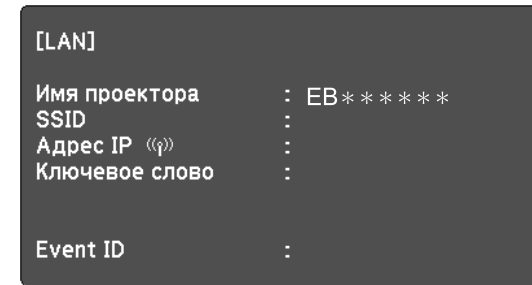 [LAN]
Имя проектора : EB∗∗∗∗∗∗
SSID :
Адрес IP :
Ключевое слово :
Event ID :